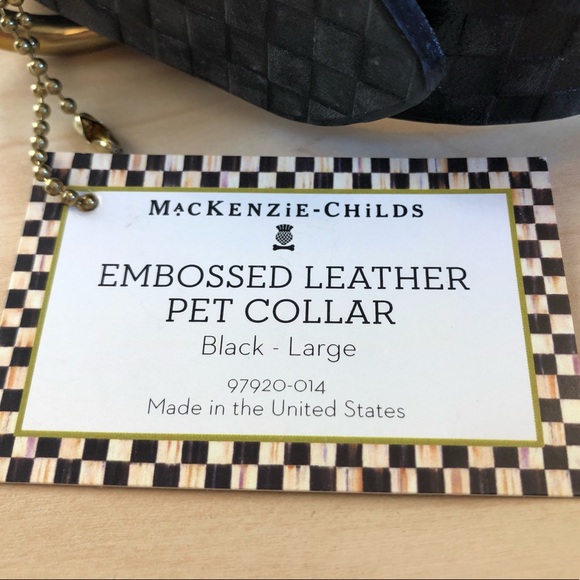 MACKENZiE-CHiLDS
EMBOSSED LEATHER
PET COLLAR
Black - Large
97920-014
Made in the United States